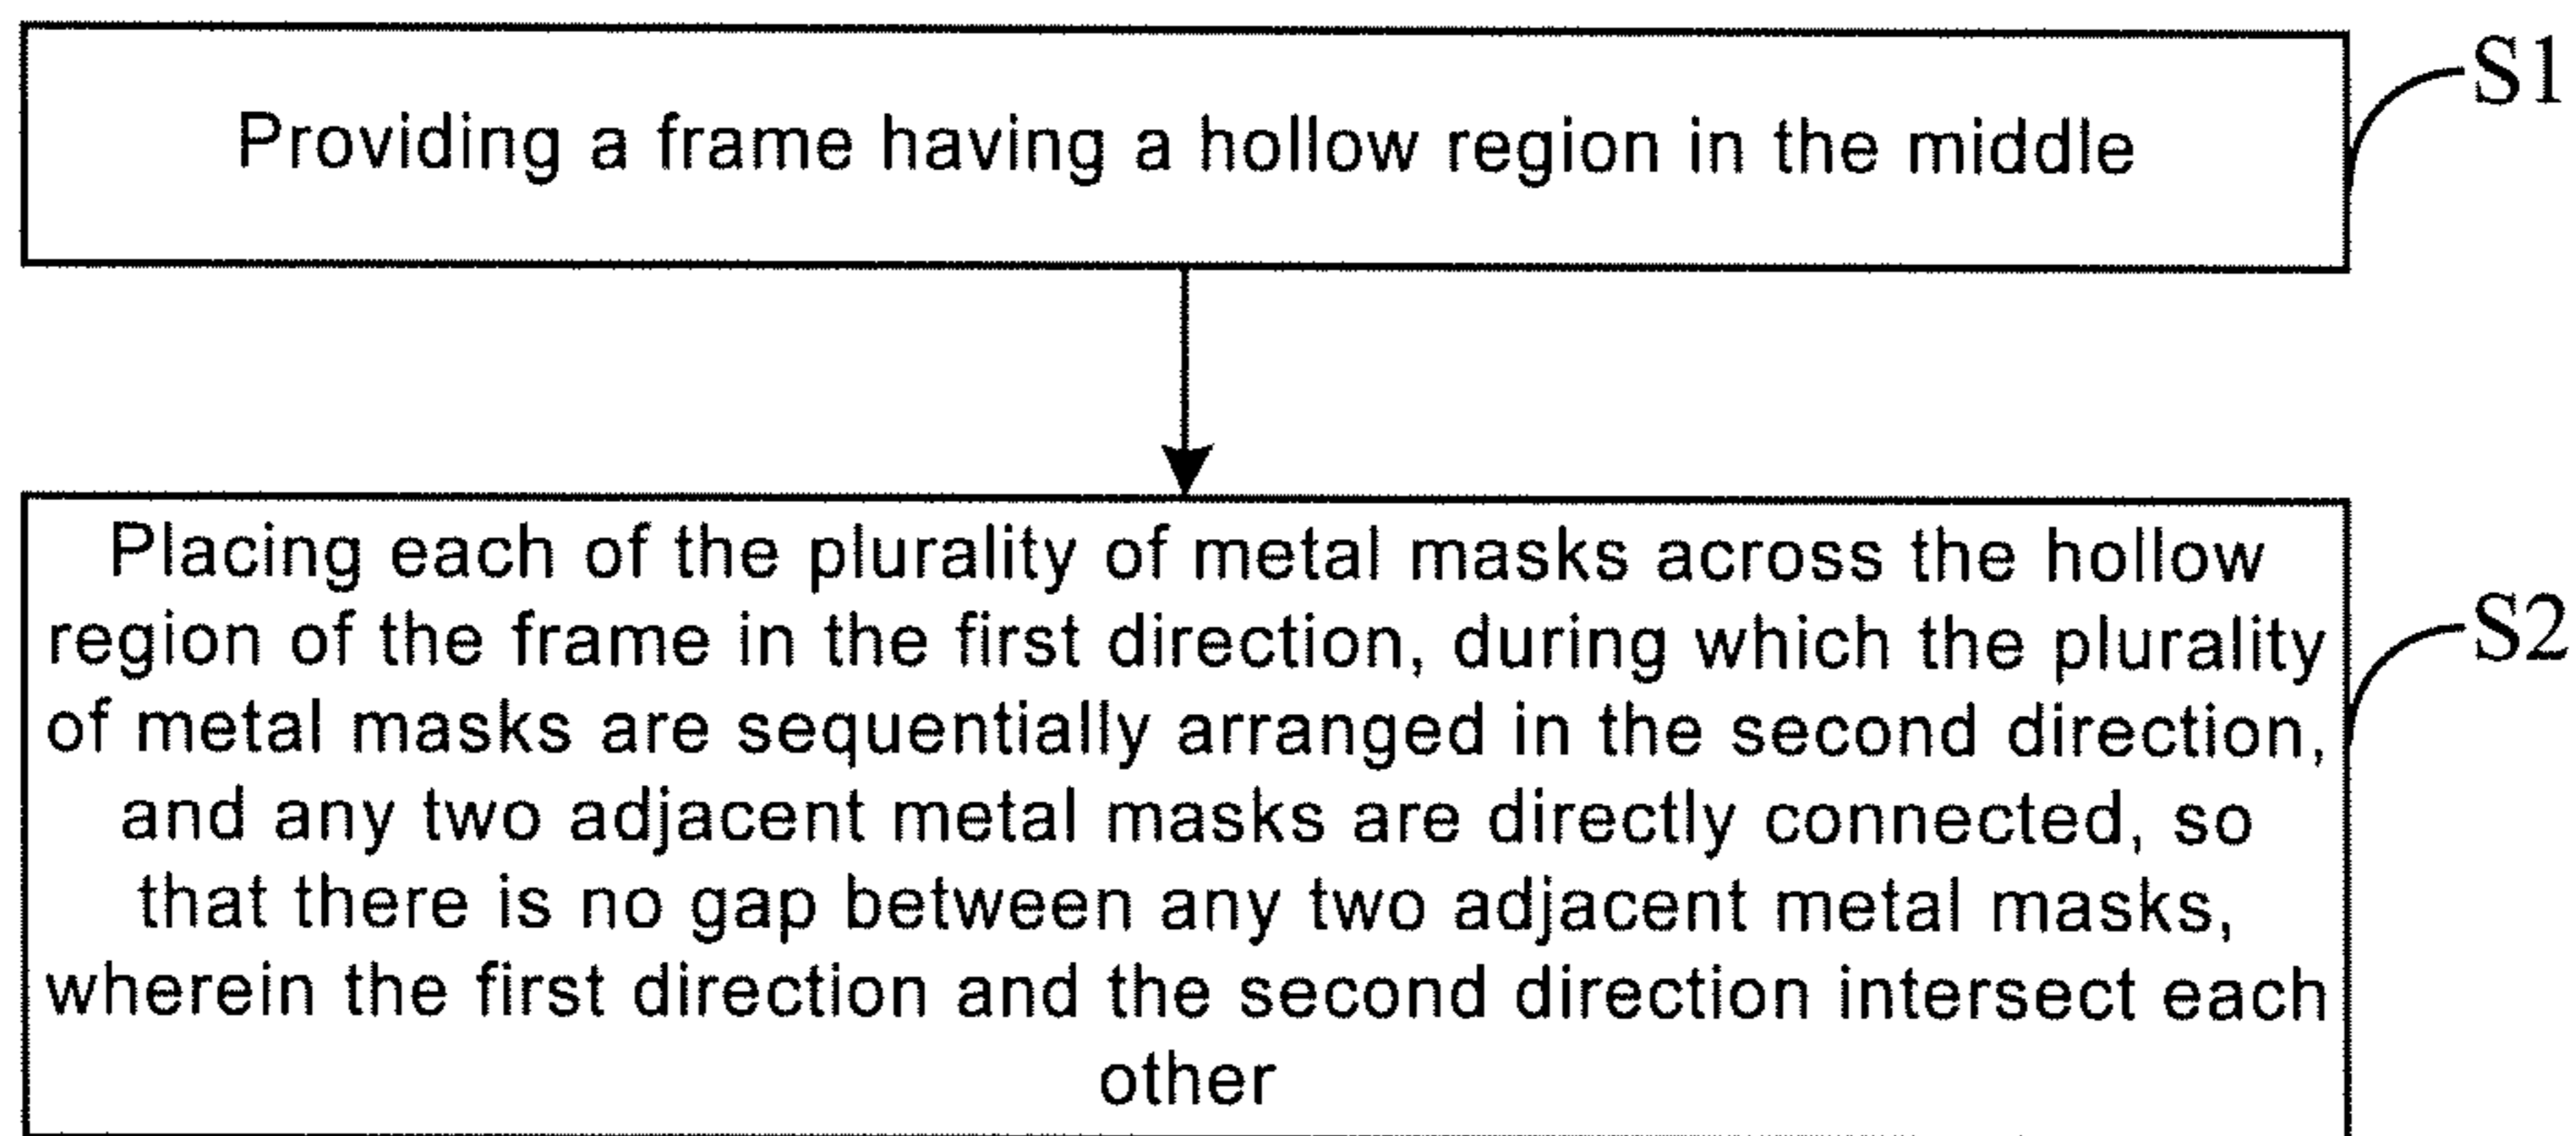 Providing a frame having a hollow region in the middle
S1
Placing each of the plurality of metal masks across the hollow
region of the frame in the first direction, during which the plurality
of metal masks are sequentially arranged in the second direction,
and any two adjacent metal masks are directly connected, so
that there is no gap between any two adjacent metal masks,
wherein the first direction and the second direction intersect each
other
S2